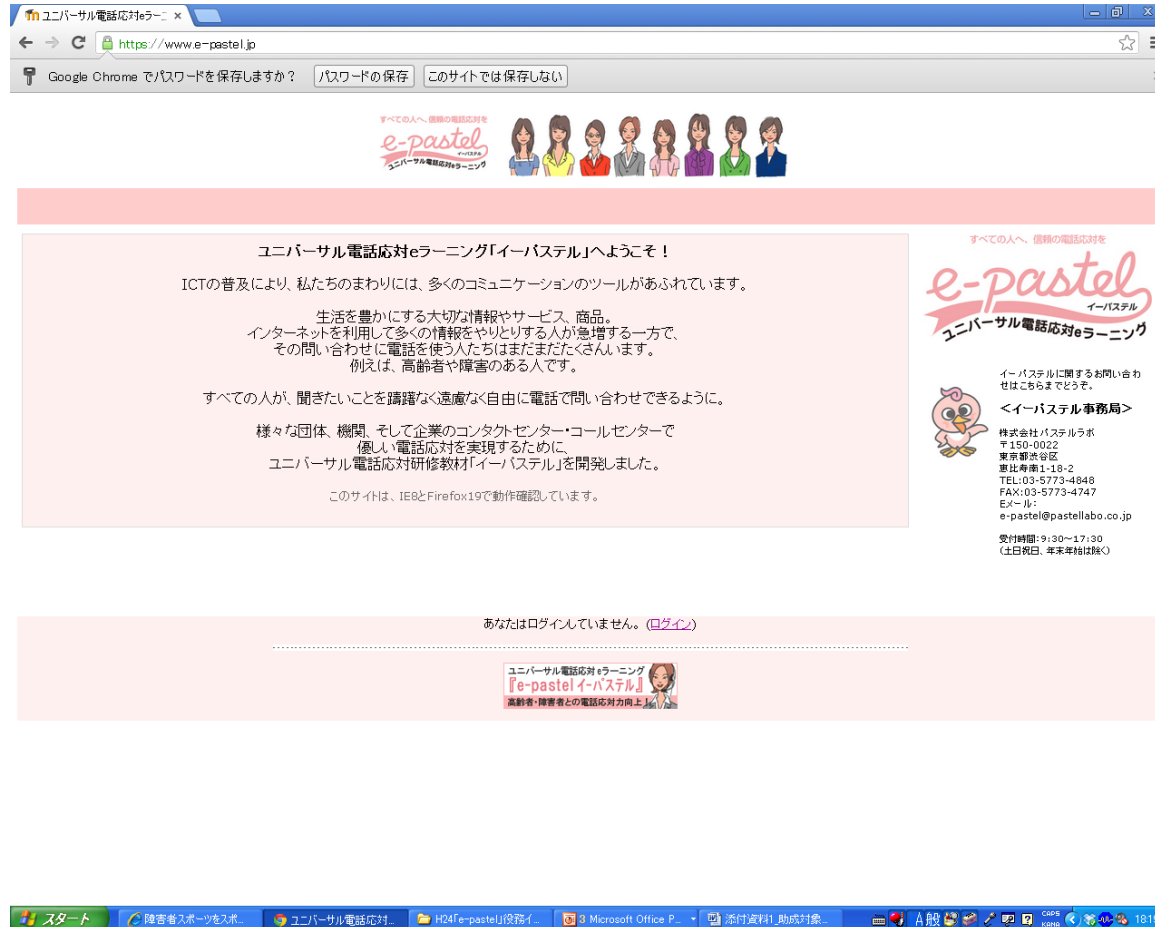 ユニバーサル電話応対eラーニ
https://www.e-pastel.jp
Google Chrome でパスワードを保存しますか？ パスワードの保存 このサイトでは保存しない
すべての人へ、信頼の電話応対を
e-pastel
イーパステル
ユニバーサル電話応対eラーニング
ユニバーサル電話応対eラーニング「イーパステル」へようこそ！
ICTの普及により、私たちのまわりには、多くのコミュニケーションのツールがあふれています。
生活を豊かにする大切な情報やサービス、商品。
インターネットを利用して多くの情報をやりとりする人が急増する一方で、
その問い合わせに電話を使う人たちはまだまだたくさんいます。
例えば、高齢者や障害のある人です。
すべての人が、聞きたいことを躊躇なく遠慮なく自由に電話で問い合わせできるように。
様々な団体、機関、そして企業のコンタクトセンター・コールセンターで
優しい電話応対を実現するために、
ユニバーサル電話応対研修教材「イーパステル」を開発しました。
このサイトは、IE8とFirefox19で動作確認しています。
すべての人へ、信頼の電話応対を
e-pastel
イーパステル
ユニバーサル電話応対eラーニング
イーパステルに関するお問い合わ
せはこちらまでどうぞ。
＜イーパステル事務局＞
株式会社パステルラボ
〒150-0022
東京都渋谷区
恵比寿南1-18-2
TEL:03-5773-4848
FAX:03-5773-4747
Eメール:
e-pastel@pastellabo.co.jp
受付時間：9：30～17：30
（土日祝日、年末年始は除く）
あなたはログインしていません。(ログイン)
ユニバーサル電話応対 eラーニング
『e-pastel イーパステル』
高齢者・障害者との電話応対力向上！
スタート 障害者スポーツをスポ... ユニバーサル電話応対... H24「e-pastel」役務イ... 3 Microsoft Office P... 添付資料1_助成対象... A 般 CAPS KANA 18:19